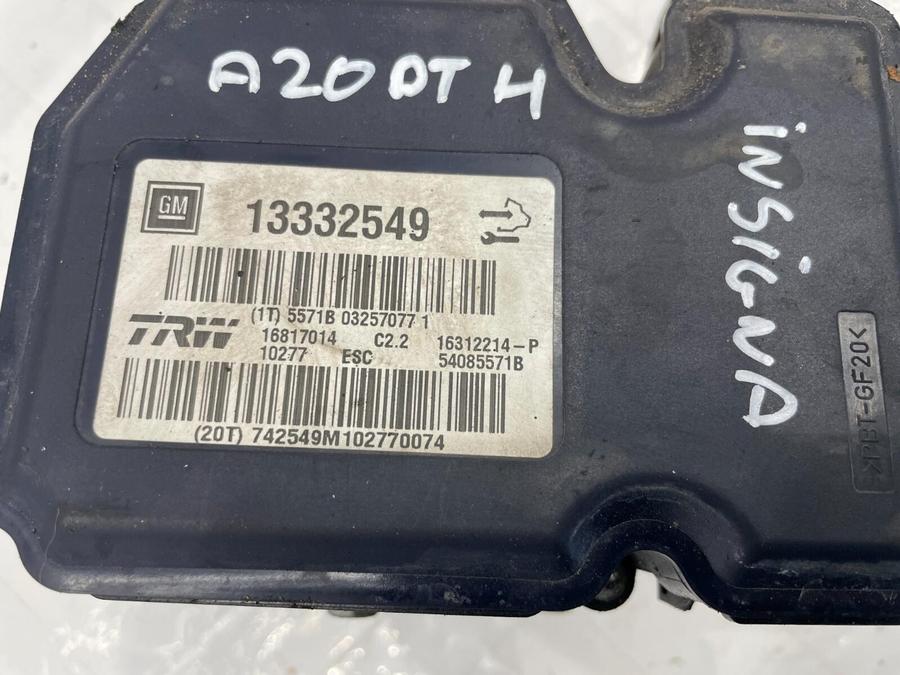 A20DTH
INSIGNIA
GM
13332549
(1T) 5571B 03257077 1
TRW
16817014 C2.2 16312214-P
10277 ESC 54085571B
(20T) 742549M102770074
>PBT-GF20<